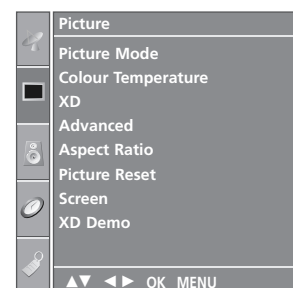 Picture
Picture Mode
Colour Temperature
XD
Advanced
Aspect Ratio
Picture Reset
Screen
XD Demo
▲▼ ◄► OK MENU